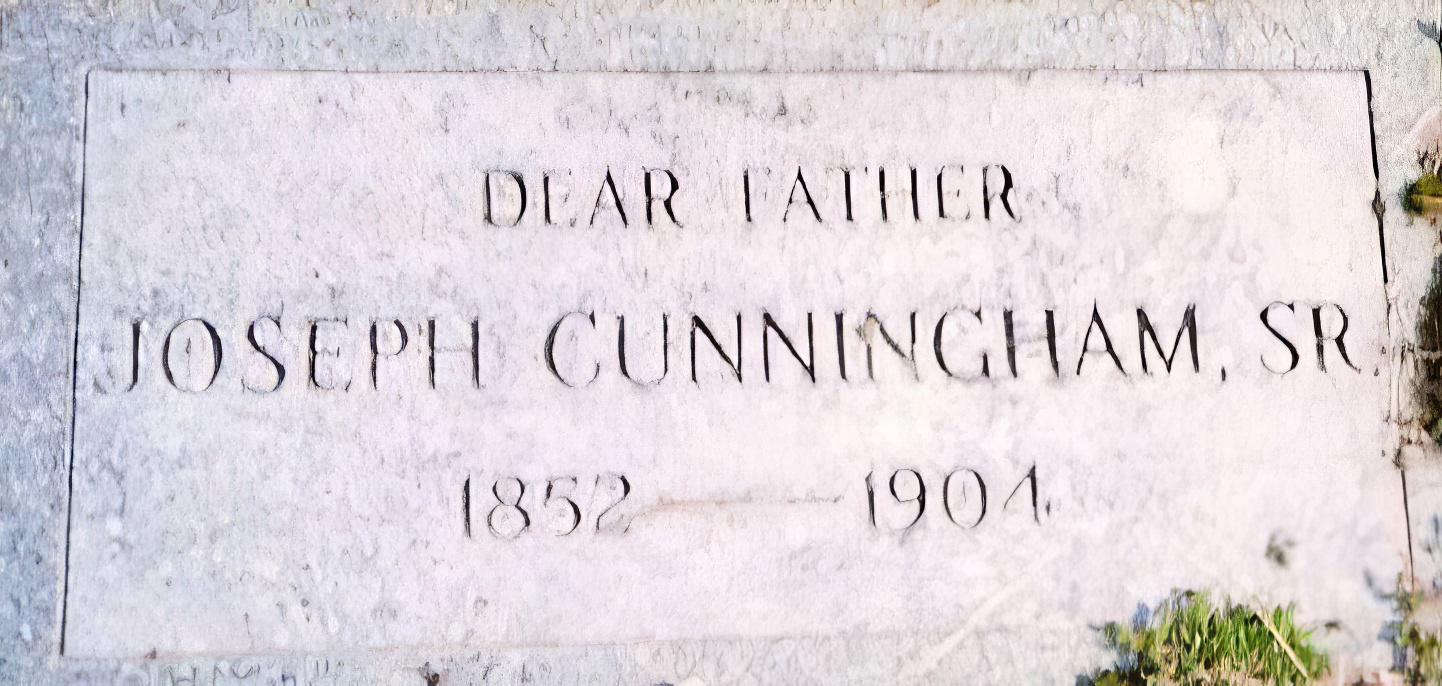 DEAR FATHER
JOSEPH CUNNINGHAM, SR.
1852 — 1904